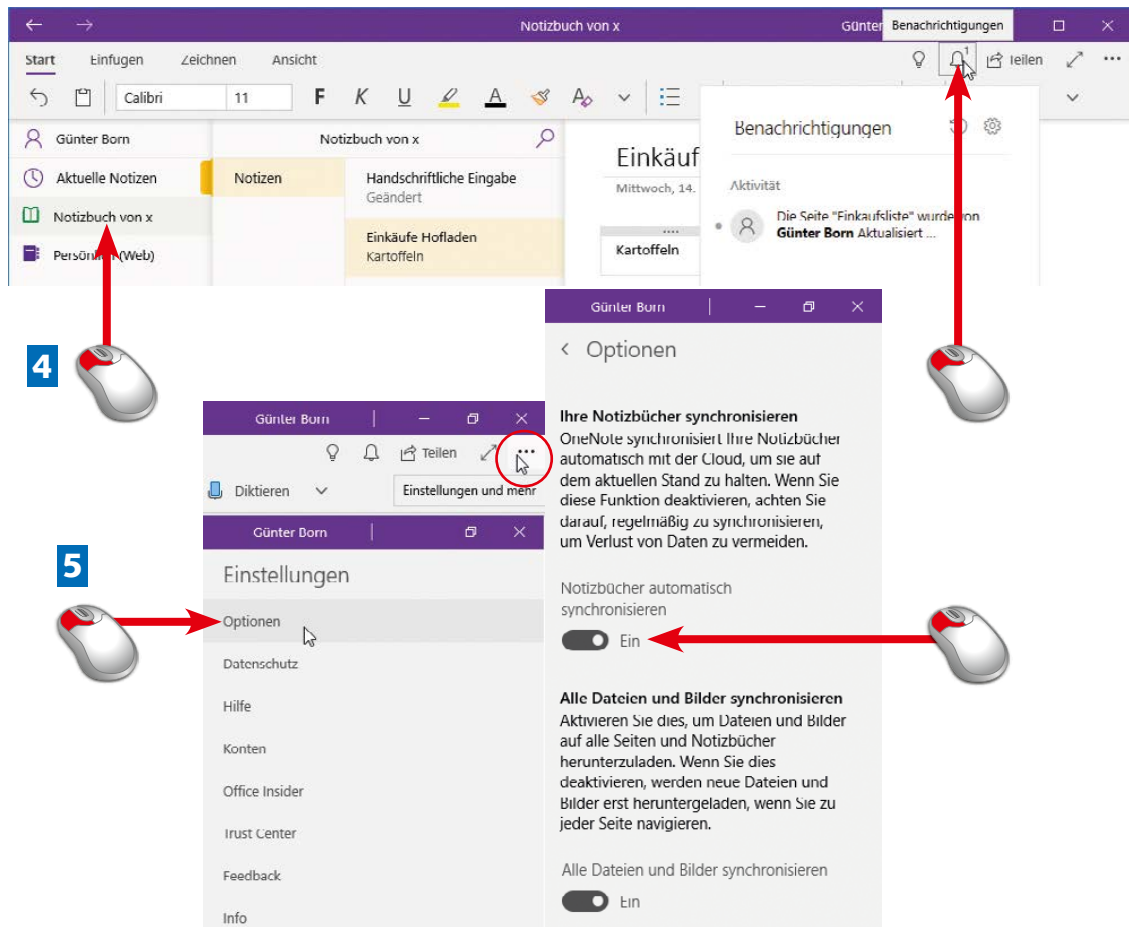 Notizbuch von x
Günter
Benachrichtigungen
Start Einfügen Zeichnen Ansicht
1
Teilen
Calibri 11 F K U A A
Günter Born
Notizbuch von x
Benachrichtigungen
Aktuelle Notizen
Notizbuch von x
Persönlich (Web)
Notizen
Handschriftliche Eingabe
Geändert
Einkäufe Hofladen
Kartoffeln
Einkäuf
Mittwoch, 14.
Kartoffeln
Aktivität
Die Seite "Einkaufsliste" wurde von
Günter Born Aktualisiert ...
4
Günter Born
Teilen
Diktieren
Einstellungen und mehr
5
Günter Born
Einstellungen
Optionen
Datenschutz
Hilfe
Konten
Office Insider
Trust Center
Feedback
Info
Günter Born
Optionen
Ihre Notizbücher synchronisieren
OneNote synchronisiert Ihre Notizbücher
automatisch mit der Cloud, um sie auf
dem aktuellen Stand zu halten. Wenn Sie
diese Funktion deaktivieren, achten Sie
darauf, regelmäßig zu synchronisieren,
um Verlust von Daten zu vermeiden.
Notizbücher automatisch
synchronisieren
Ein
Alle Dateien und Bilder synchronisieren
Aktivieren Sie dies, um Dateien und Bilder
auf alle Seiten und Notizbücher
herunterzuladen. Wenn Sie dies
deaktivieren, werden neue Dateien und
Bilder erst heruntergeladen, wenn Sie zu
jeder Seite navigieren.
Alle Dateien und Bilder synchronisieren
Ein